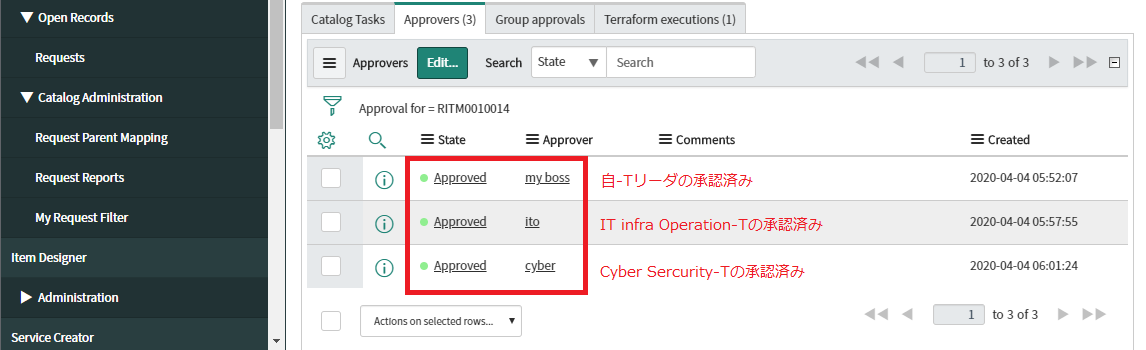 Open Records
Requests
Catalog Administration
Request Parent Mapping
Request Reports
My Request Filter
Item Designer
Administration
Service Creator
Catalog Tasks Approvers (3) Group approvals Terraform executions (1)
Approvers Edit... Search State Search 1 to 3 of 3
Approval for = RITM0010014
State Approver Comments Created
Approved my boss 自-Tリーダの承認済み 2020-04-04 05:52:07
Approved ito IT infra Operation-Tの承認済み 2020-04-04 05:57:55
Approved cyber Cyber Sercurity-Tの承認済み 2020-04-04 06:01:24
Actions on selected rows... 1 to 3 of 3